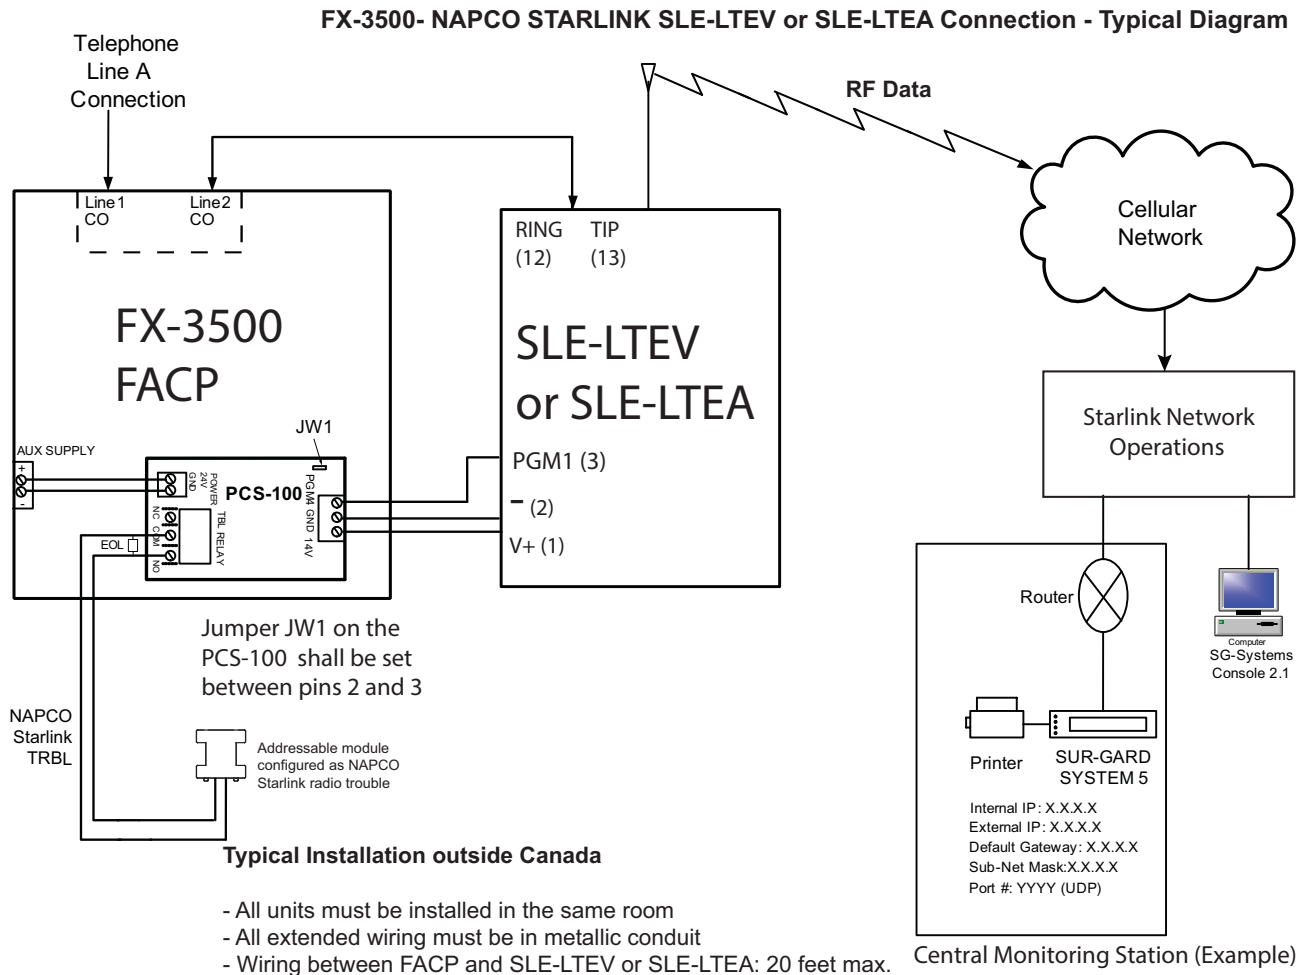 FX-3500- NAPCO STARLINK SLE-LTEV or SLE-LTEA Connection - Typical Diagram
Telephone
Line A
Connection
RF Data
Line1
CO
Line2
CO
RING
(12)
TIP
(13)
Cellular
Network
FX-3500
FACP
SLE-LTEV
or SLE-LTEA
Starlink Network
Operations
JW1
AUX SUPPLY
+
-
POWER
24V
GND
PCS-100
PGM4 GND 14V
NC COM NO
TBL RELAY
EOL
PGM1 (3)
– (2)
V+ (1)
Router
Computer
SG-Systems
Console 2.1
Jumper JW1 on the
PCS-100 shall be set
between pins 2 and 3
NAPCO
Starlink
TRBL
Addressable module
configured as NAPCO
Starlink radio trouble
Printer
SUR-GARD
SYSTEM 5
Internal IP: X.X.X.X
External IP: X.X.X.X
Default Gateway: X.X.X.X
Sub-Net Mask:X.X.X.X
Port #: YYYY (UDP)
Typical Installation outside Canada
- All units must be installed in the same room
- All extended wiring must be in metallic conduit
- Wiring between FACP and SLE-LTEV or SLE-LTEA: 20 feet max.
Central Monitoring Station (Example)